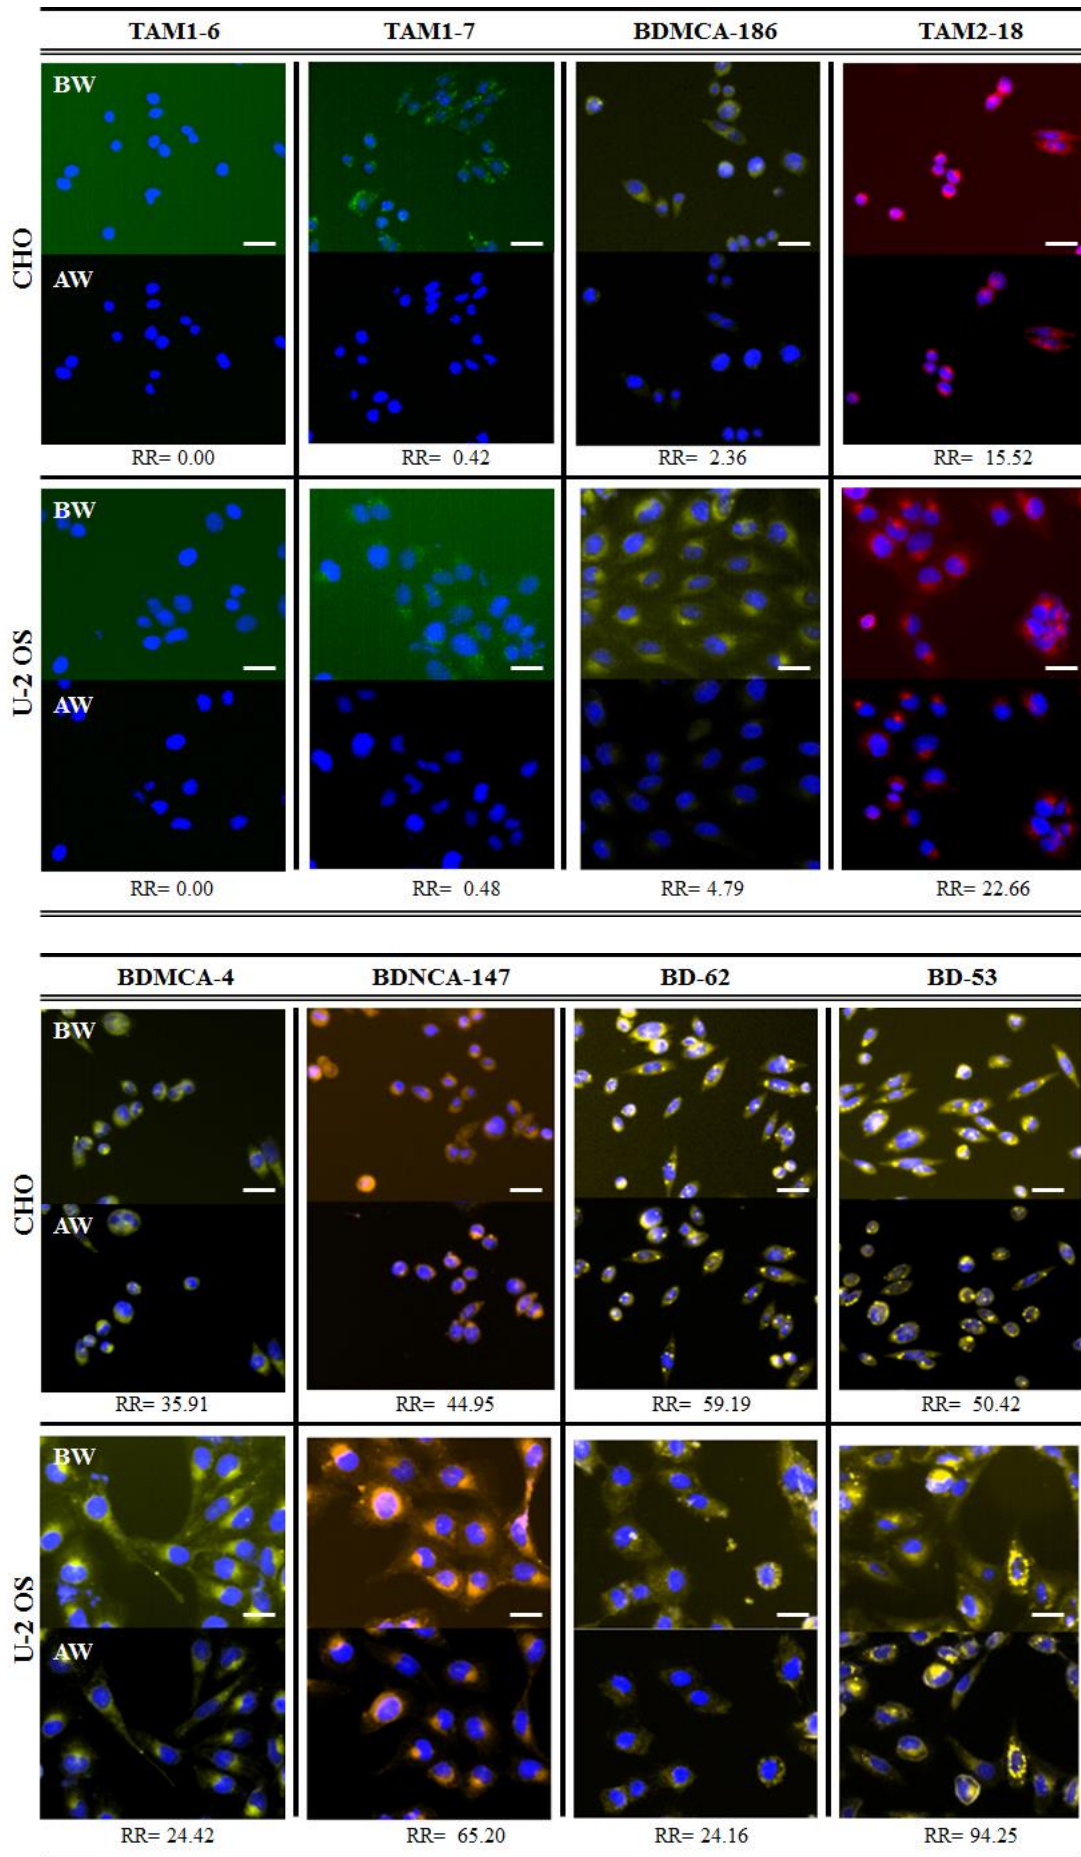 TAM1-6 TAM1-7 BDMCA-186 TAM2-18
CHO
BW
AW
RR= 0.00 RR= 0.42 RR= 2.36 RR= 15.52
U-2 OS
BW
AW
RR= 0.00 RR= 0.48 RR= 4.79 RR= 22.66
BDMCA-4 BDNCA-147 BD-62 BD-53
CHO
BW
AW
RR= 35.91 RR= 44.95 RR= 59.19 RR= 50.42
U-2 OS
BW
AW
RR= 24.42 RR= 65.20 RR= 24.16 RR= 94.25